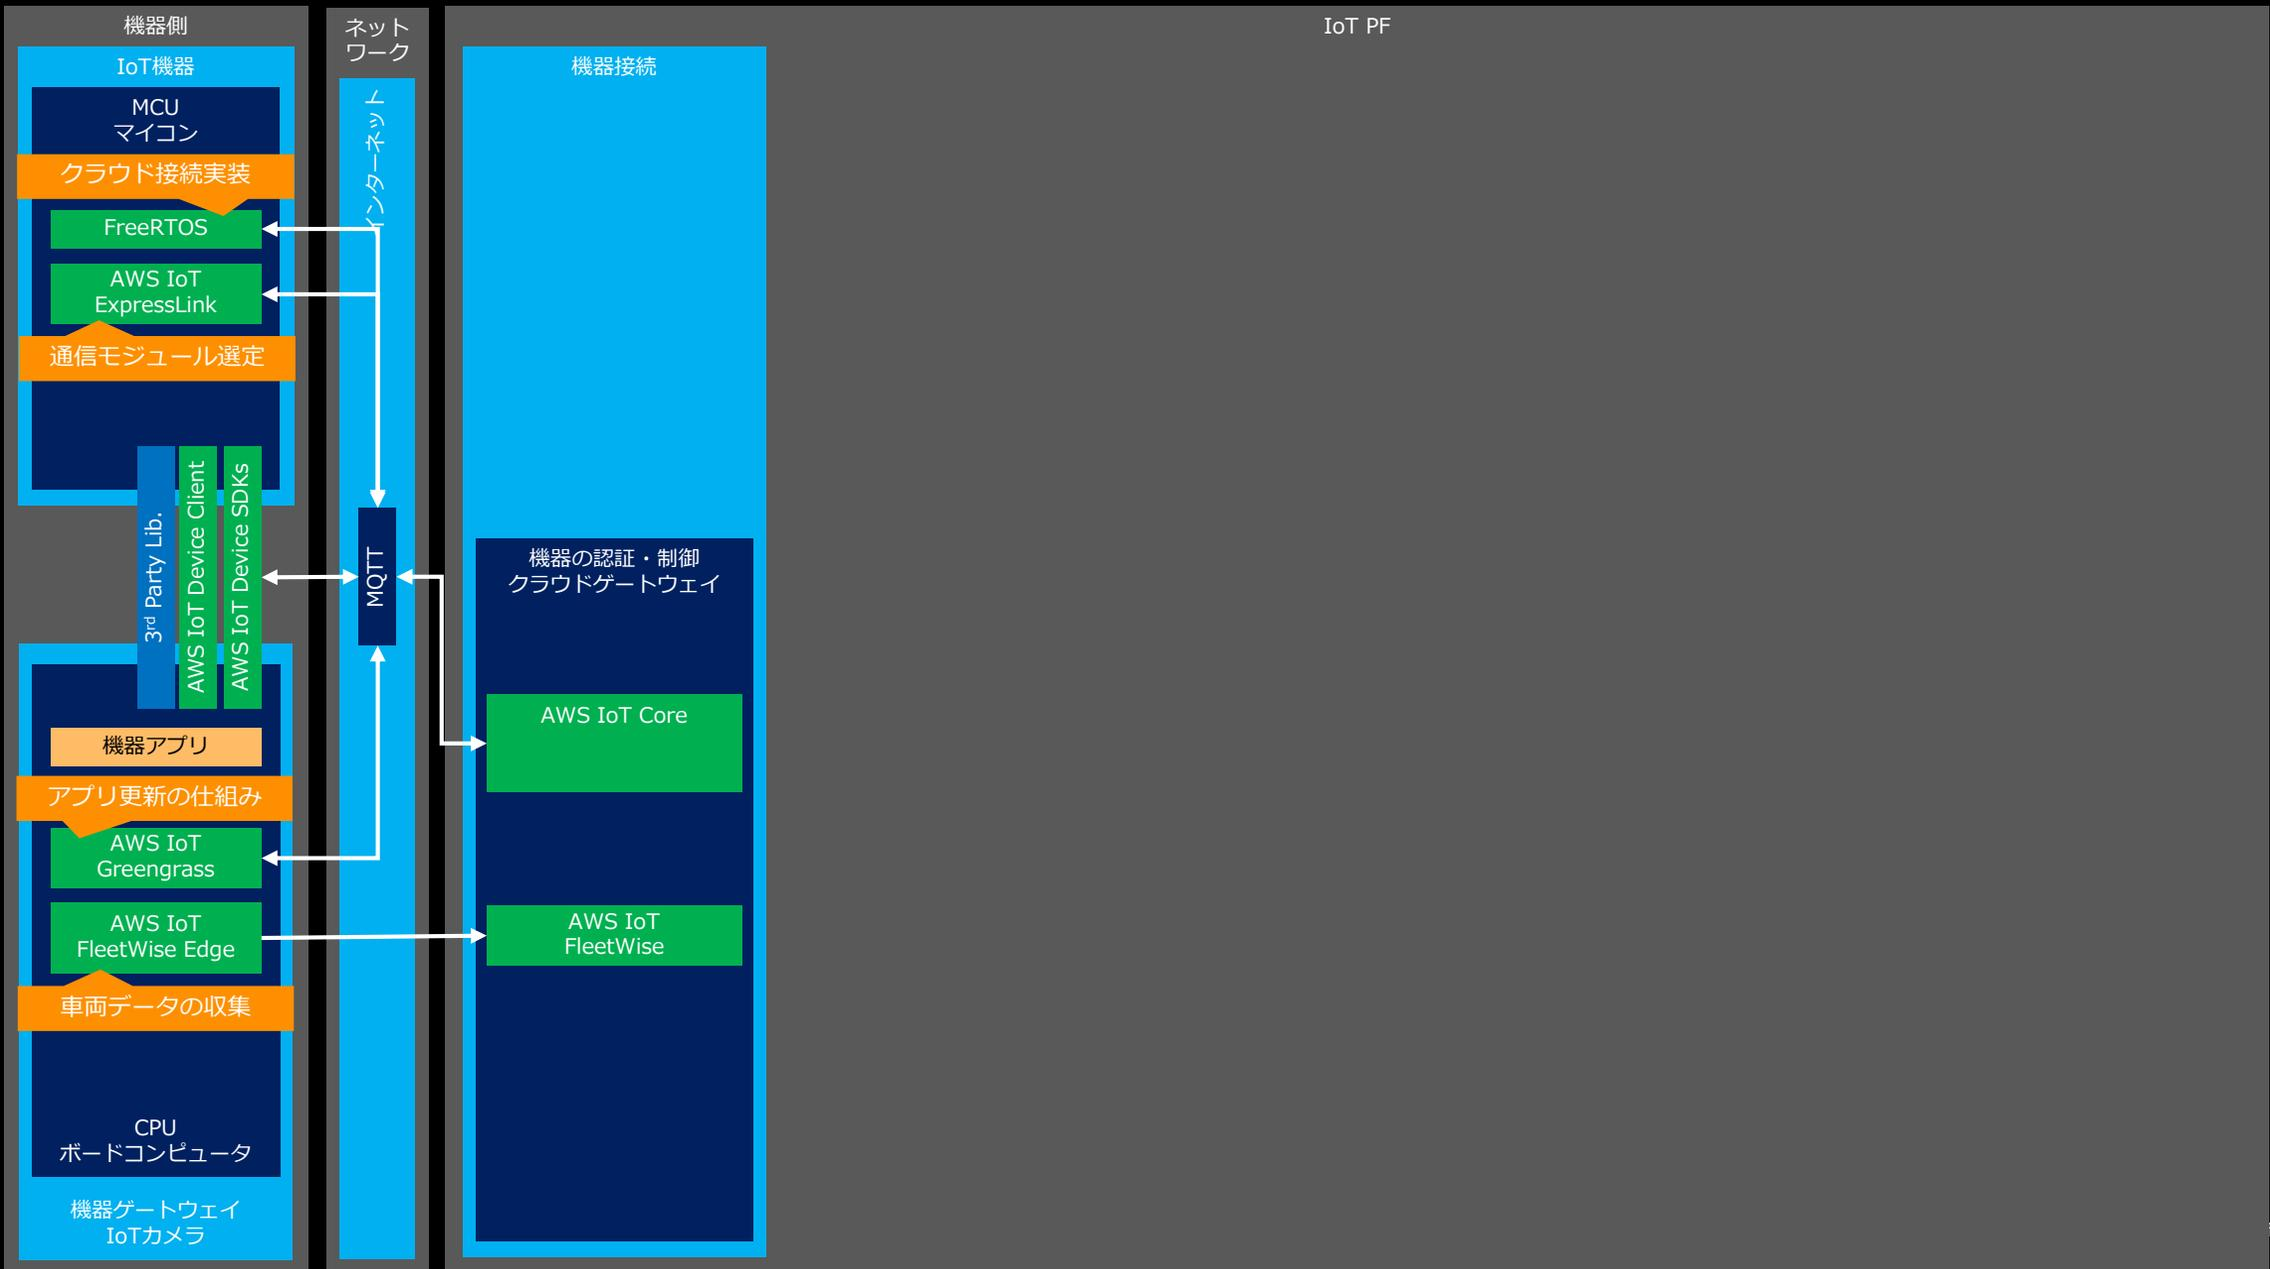 機器側
IoT機器
MCU
マイコン
クラウド接続実装
FreeRTOS
AWS IoT
ExpressLink
通信モジュール選定
3rd Party Lib.
AWS IoT Device Client
AWS IoT Device SDKs
機器アプリ
アプリ更新の仕組み
AWS IoT
Greengrass
AWS IoT
FleetWise Edge
車両データの収集
CPU
ボードコンピュータ
機器ゲートウェイ
IoTカメラ
ネット
ワーク
インターネット
MQTT
IoT PF
機器接続
機器の認証・制御
クラウドゲートウェイ
AWS IoT Core
AWS IoT
FleetWise